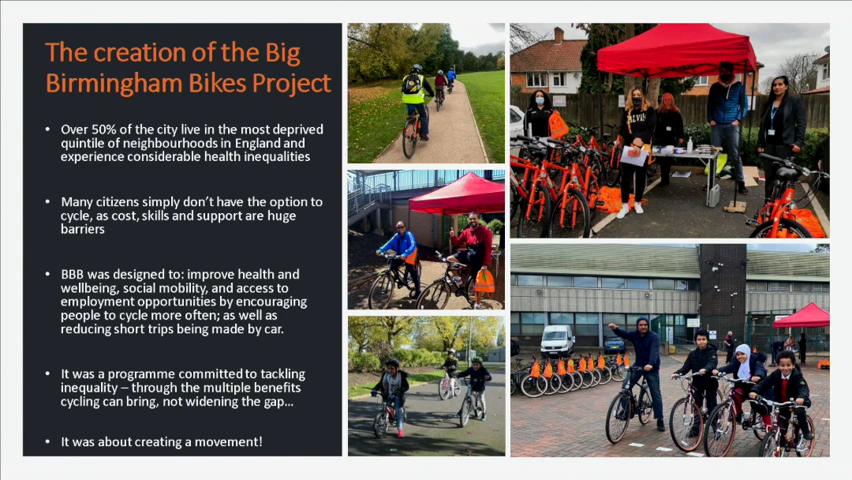 The creation of the Big
Birmingham Bikes Project
• Over 50% of the city live in the most deprived
quintile of neighbourhoods in England and
experience considerable health inequalities
• Many citizens simply don't have the option to
cycle, as cost, skills and support are huge
barriers
• BBB was designed to: improve health and
wellbeing, social mobility, and access to
employment opportunities by encouraging
people to cycle more often; as well as
reducing short trips being made by car.
• It was a programme committed to tackling
inequality – through the multiple benefits
cycling can bring, not widening the gap...
• It was about creating a movement!